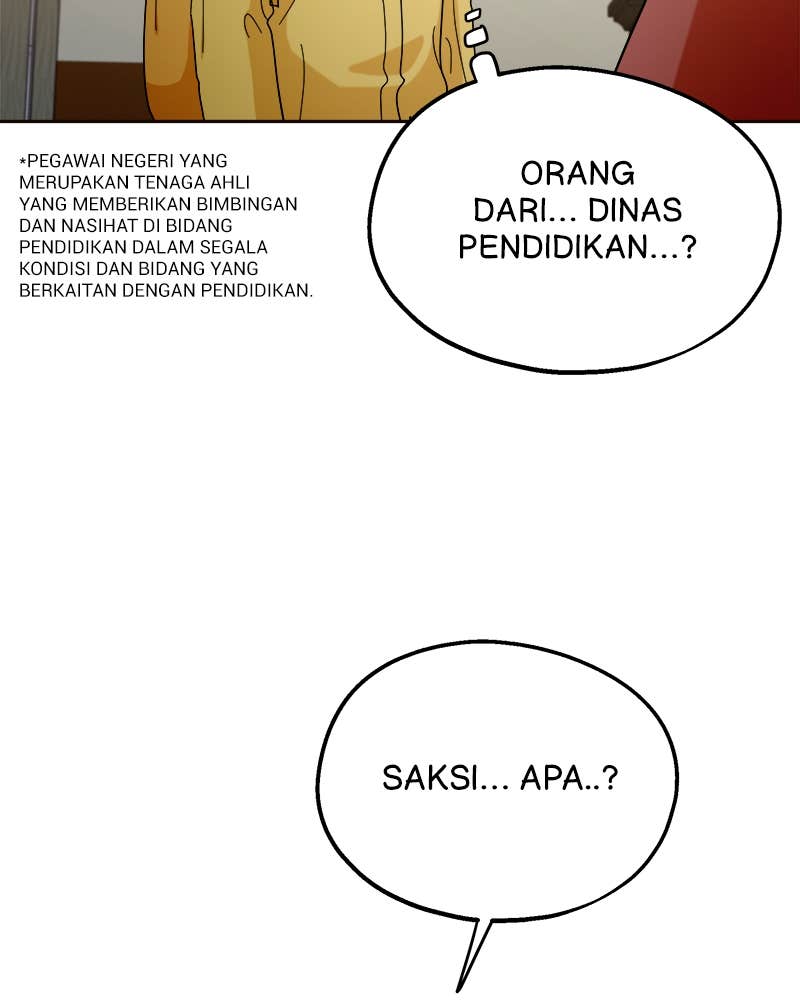 *PEGAWAI NEGERI YANG
MERUPAKAN TENAGA AHLI
YANG MEMBERIKAN BIMBINGAN
DAN NASIHAT DI BIDANG
PENDIDIKAN DALAM SEGALA
KONDISI DAN BIDANG YANG
BERKAITAN DENGAN PENDIDIKAN.
ORANG
DARI... DINAS
PENDIDIKAN...?
SAKSI... APA..?